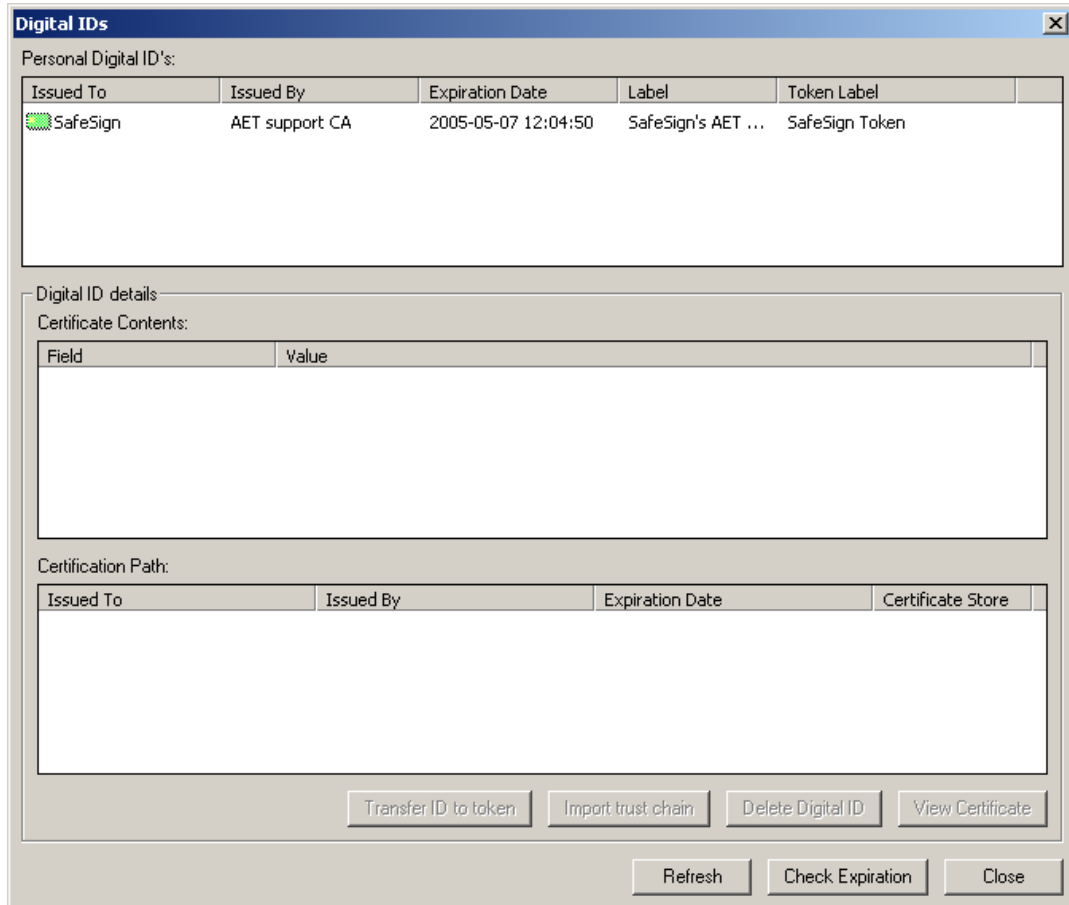 Digital IDs
Personal Digital ID's:
Issued To Issued By Expiration Date Label Token Label
SafeSign AET support CA 2005-05-07 12:04:50 SafeSign's AET ... SafeSign Token
Digital ID details
Certificate Contents:
Field Value
Certification Path:
Issued To Issued By Expiration Date Certificate Store
Transfer ID to token Import trust chain Delete Digital ID View Certificate
Refresh Check Expiration Close